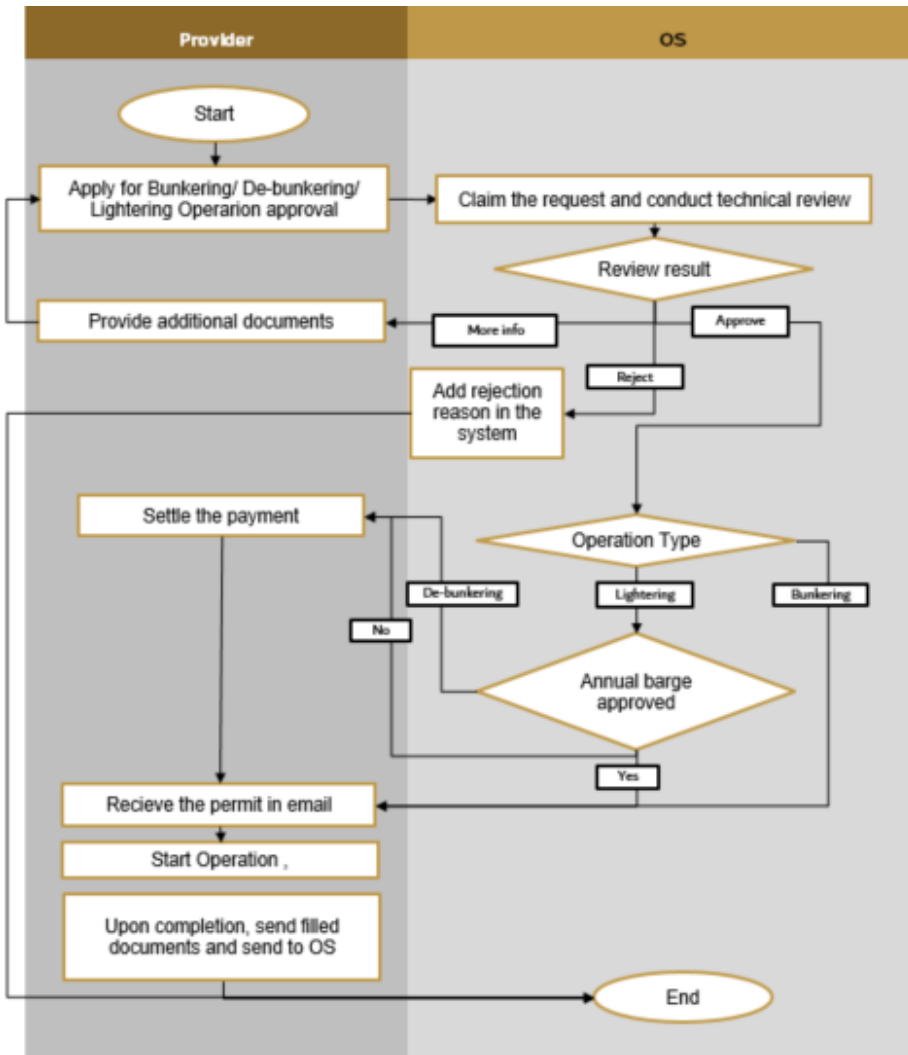 Provider
OS
Start
Apply for Bunkering/ De-bunkering/
Lightering Operarion approval
Claim the request and conduct technical review
Review result
Provide additional documents
More info
Approve
Reject
Add rejection
reason in the
system
Settle the payment
Operation Type
De-bunkering
Lightering
Bunkering
No
Annual barge
approved
Yes
Recieve the permit in email
Start Operation ,
Upon completion, send filled
documents and send to OS
End